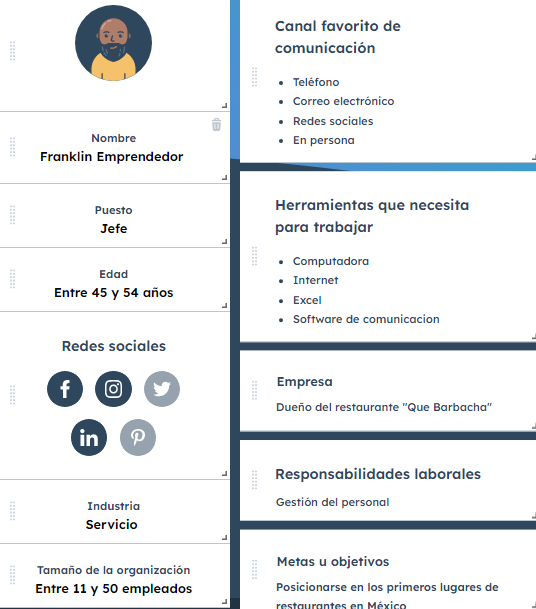 Nombre
Franklin Emprendedor
Puesto
Jefe
Edad
Entre 45 y 54 años
Redes sociales
Industria
Servicio
Tamaño de la organización
Entre 11 y 50 empleados
Canal favorito de
comunicación
Teléfono
Correo electrónico
Redes sociales
En persona
Herramientas que necesita
para trabajar
Computadora
Internet
Excel
Software de comunicacion
Empresa
Dueño del restaurante "Que Barbacha"
Responsabilidades laborales
Gestión del personal
Metas u objetivos
Posicionarse en los primeros lugares de
restaurantes en México